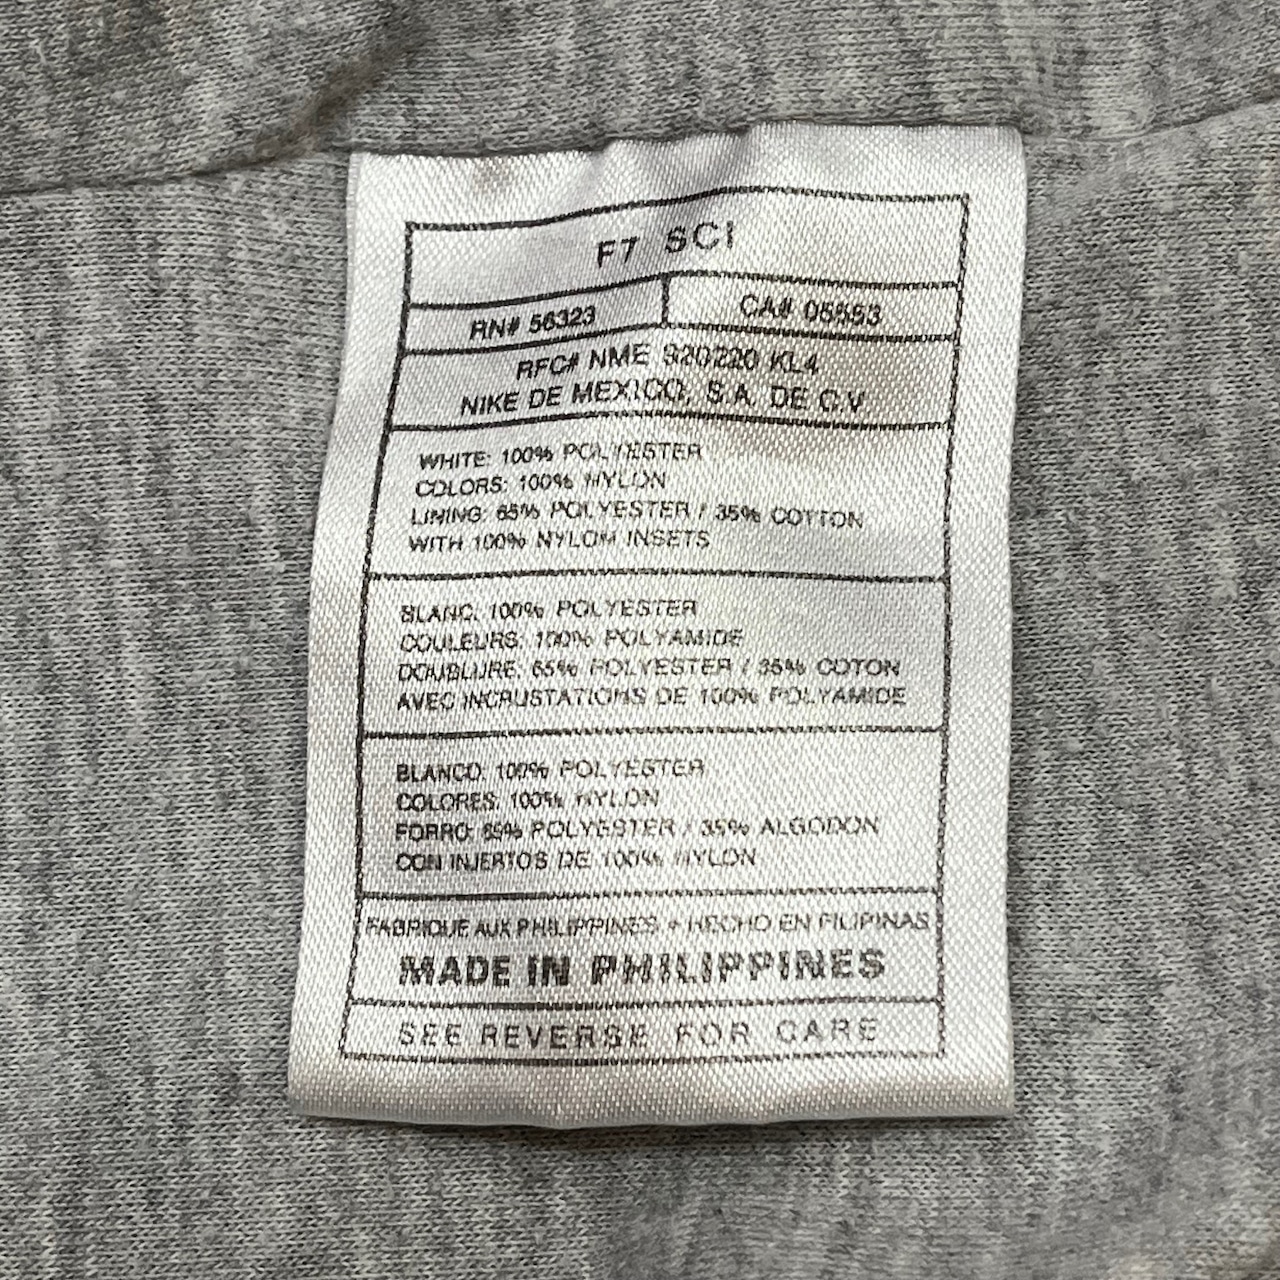 F7 SCI
RN# 56323 CA# 05553
RFC# NME 920220 KL4
NIKE DE MEXICO, S.A. DE C.V
WHITE: 100% POLYESTER
COLORS: 100% NYLON
LINING: 65% POLYESTER / 35% COTTON
WITH 100% NYLON INSETS
BLANC: 100% POLYESTER
COULEURS: 100% POLYAMIDE
DOUBLURE: 65% POLYESTER / 35% COTON
AVEC INCRUSTATIONS DE 100% POLYAMIDE
BLANCO: 100% POLYESTER
COLORES: 100% NYLON
FORRO: 65% POLYESTER / 35% ALGODON
CON INJERTOS DE 100% NYLON
FABRIQUE AUX PHILIPPINES • HECHO EN FILIPINAS
MADE IN PHILIPPINES
SEE REVERSE FOR CARE